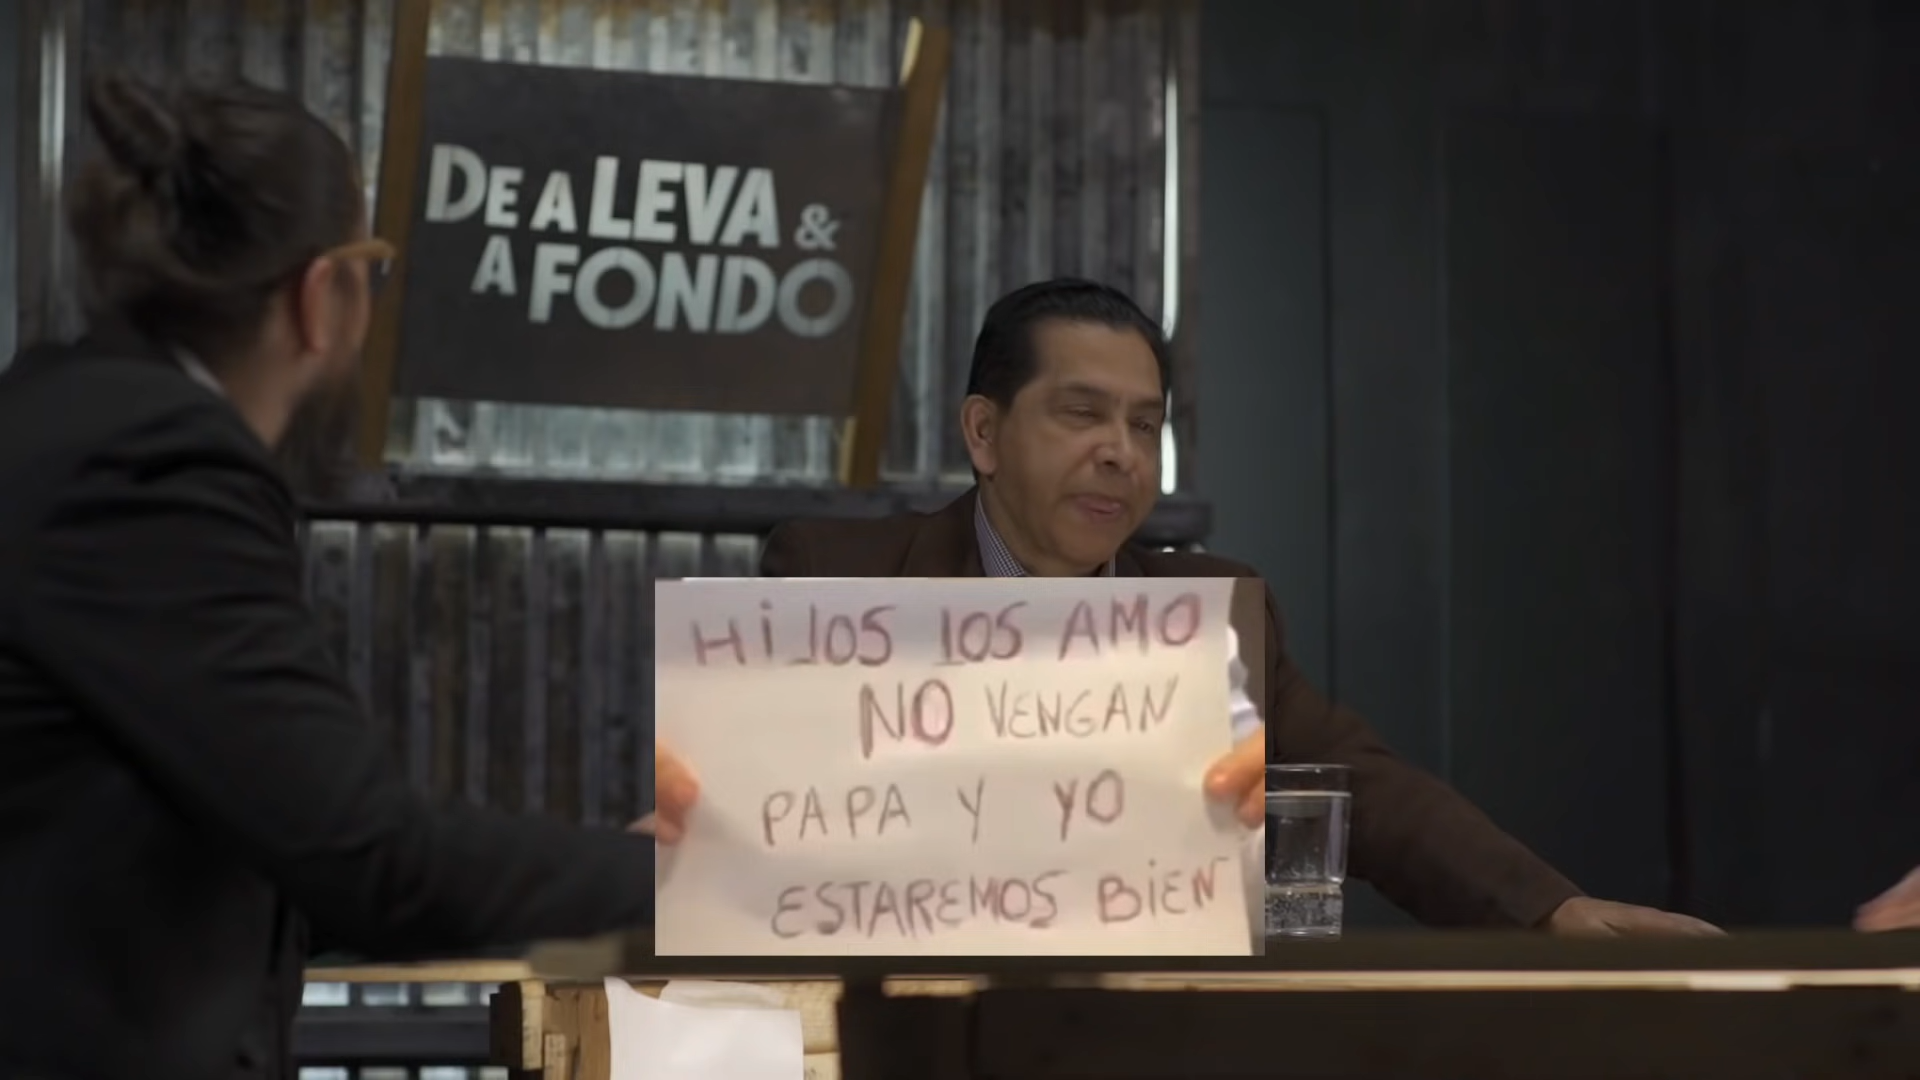 DE A LEVA &
A FONDO
HiJOS LOS AMO
NO VENGAN
PAPA Y YO
ESTAREMOS BiEN